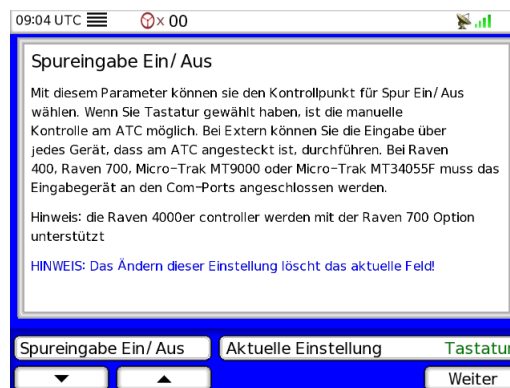 09:04 UTC × 00
Spureingabe Ein/ Aus
Mit diesem Parameter können sie den Kontrollpunkt für Spur Ein/ Aus
wählen. Wenn Sie Tastatur gewählt haben, ist die manuelle
Kontrolle am ATC möglich. Bei Extern können Sie die Eingabe über
jedes Gerät, dass am ATC angesteckt ist, durchführen. Bei Raven
400, Raven 700, Micro-Trak MT9000 oder Micro-Trak MT34055F muss das
Eingabegerät an den Com-Ports angeschlossen werden.
Hinweis: die Raven 4000er controller werden mit der Raven 700 Option
unterstützt
HINWEIS: Das Ändern dieser Einstellung löscht das aktuelle Feld!
Spureingabe Ein/ Aus Aktuelle Einstellung Tastatur
Weiter